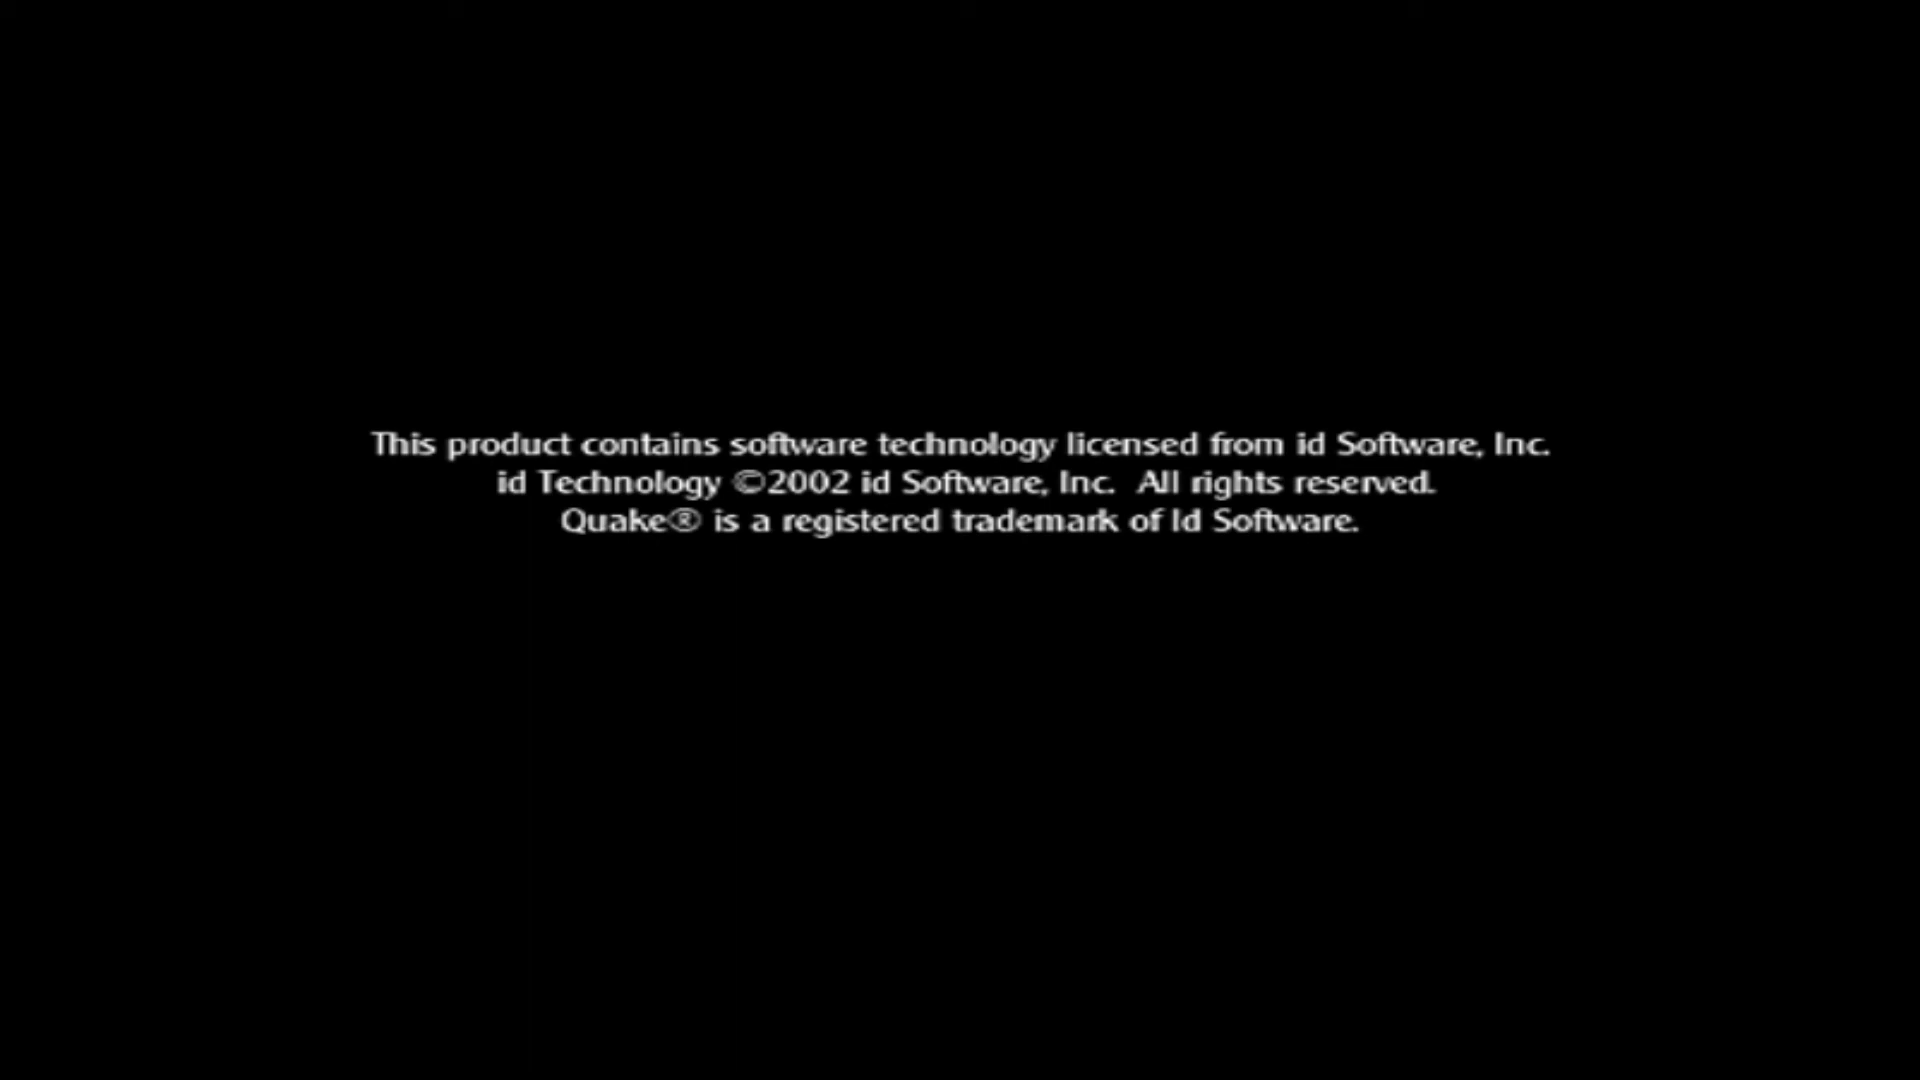 This product contains software technology licensed from id Software, Inc.
id Technology ©2002 id Software, Inc.  All rights reserved.
Quake® is a registered trademark of Id Software.